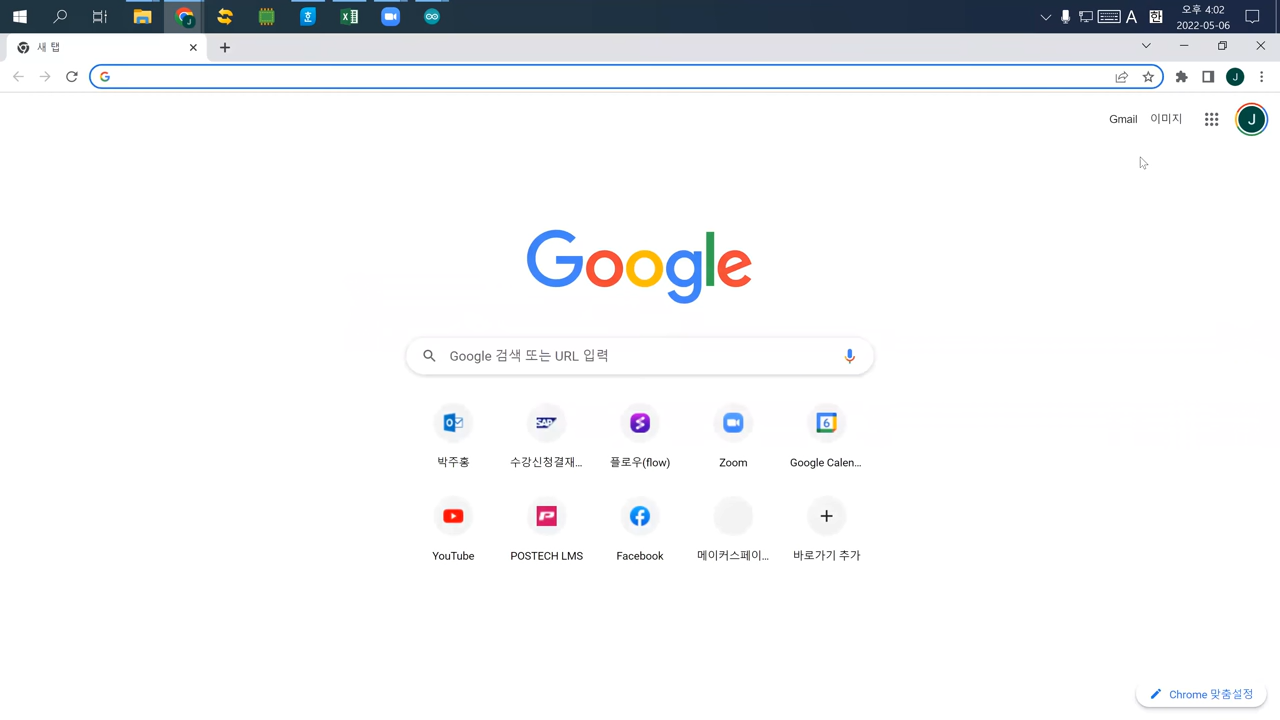 오후 4:02
2022-05-06
A 한
새 탭
J
Gmail 이미지 J
Google
Google 검색 또는 URL 입력
SAP 6
박주홍 수강신청결재... 플로우(flow) Zoom Google Calen...
YouTube POSTECH LMS Facebook 메이커스페이... 바로가기 추가
Chrome 맞춤설정